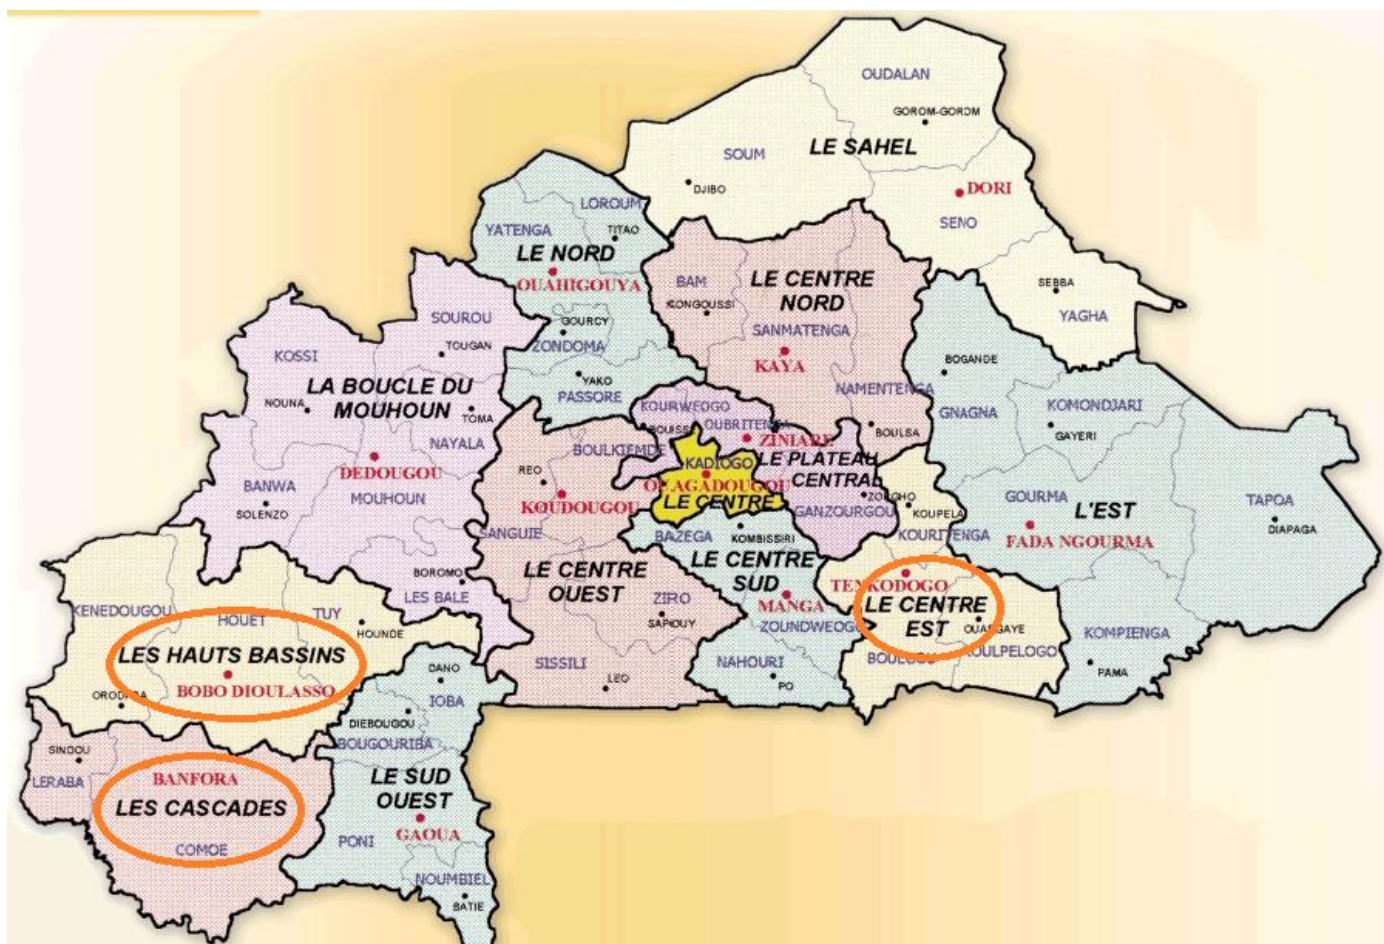 OUDALAN
GOROM-GOROM
LE SAHEL
SOUM
DJIBO
DORI
SENO
SEBBA
YAGHA
LOROUM
YATENGA
TITAO
LE NORD
OUAHIGOUYA
GOURCY
ZONDOMA
YAKO
PASSORE
BAM
KONGOUSSI
LE CENTRE
NORD
SANMATENGA
KAYA
NAMENTENGA
BOULSA
SOUROU
TOUGAN
KOSSI
LA BOUCLE DU
MOUHOUN
NOUNA
TOMA
NAYALA
DEDOUGOU
BANWA
MOUHOUN
SOLENZO
BOROMO
LES BALE
KOURWEOGO
OUBRITENGA
ZINIARE
LE PLATEAU
CENTRAL
ZORGHO
GANZOURGOU
BOULKIEMDE
REO
KOUDOUGOU
SANGUIE
LE CENTRE
OUEST
ZIRO
SAPOUY
SISSILI
LEO
KADIOGO
OUAGADOUGOU
LE CENTRE
BAZEGA
KOMBISSIRI
LE CENTRE
SUD
MANGA
ZOUNDWEOGO
NAHOURI
PO
BOGANDE
GNAGNA
KOMONDJARI
GAYERI
GOURMA
L'EST
TAPOA
DIAPAGA
FADA NGOURMA
KOMPIENGA
PAMA
KOUPELA
KOURITENGA
TENKODOGO
LE CENTRE
EST
OUARGAYE
KOULPELOGO
BOULGOU
KENEDOUGOU
HOUET
TUY
HOUNDE
LES HAUTS BASSINS
BOBO DIOULASSO
ORODARA
SINDOU
LERABA
BANFORA
LES CASCADES
COMOE
DANO
IOBA
DIEBOUGOU
BOUGOURIBA
LE SUD
OUEST
GAOUA
PONI
NOUMBIEL
BATIE